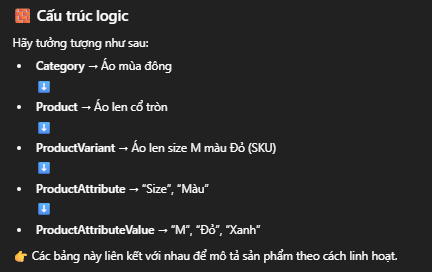 🧱 Cấu trúc logic
Hãy tưởng tượng như sau:
• Category → Áo mùa đông
⬇️
• Product → Áo len cổ tròn
⬇️
• ProductVariant → Áo len size M màu Đỏ (SKU)
⬇️
• ProductAttribute → “Size”, “Màu”
⬇️
• ProductAttributeValue → “M”, “Đỏ”, “Xanh”
👉 Các bảng này liên kết với nhau để mô tả sản phẩm theo cách linh hoạt.